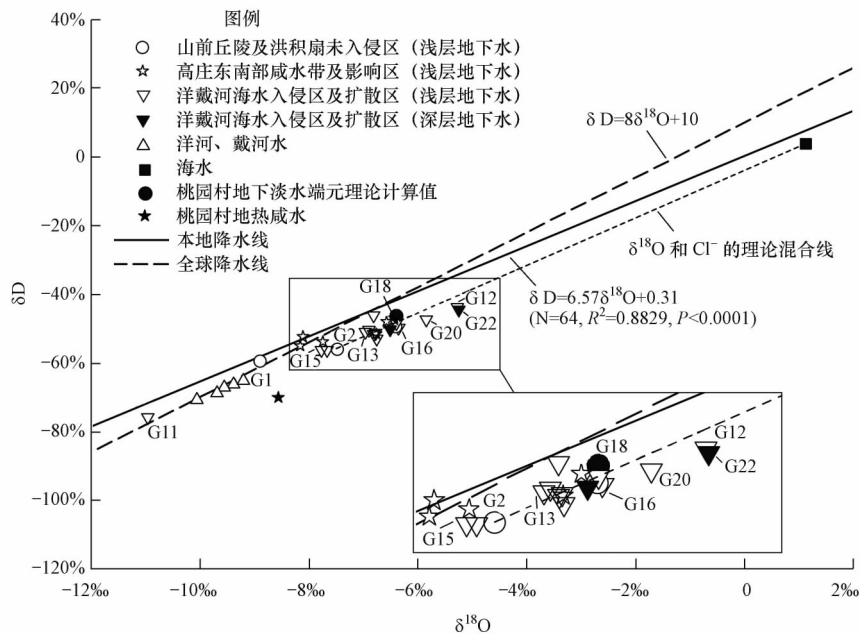 图例
山前丘陵及洪积扇未入侵区（浅层地下水）
高庄东南部咸水带及影响区（浅层地下水）
洋戴河海水入侵区及扩散区（浅层地下水）
洋戴河海水入侵区及扩散区（深层地下水）
洋河、戴河水
海水
桃园村地下淡水端元理论计算值
桃园村地热咸水
本地降水线
全球降水线
δD=8δ¹⁸O+10
δ¹⁸O 和 Cl⁻ 的理论混合线
δD=6.57δ¹⁸O+0.31
(N=64, R²=0.8829, P<0.0001)
40%
20%
0
−20%
−40%
−60%
−80%
−100%
−120%
δD
G18
G12
G2
G22
G20
G15
G13
G16
G1
G11
G18
G12
G22
G2
G20
G13
G16
G15
−12‰
−10‰
−8‰
−6‰
−4‰
−2‰
0
2‰
δ¹⁸O